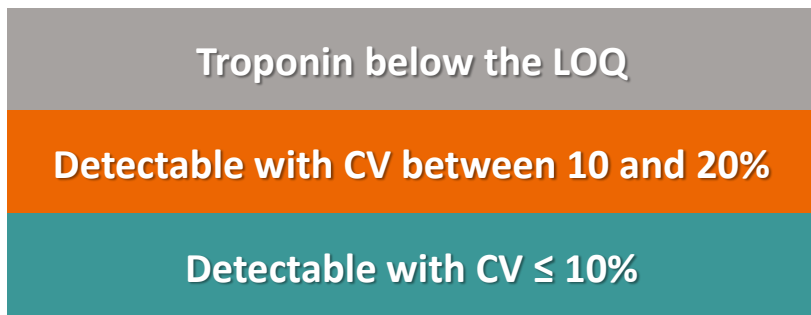 Troponin below the LOQ
Detectable with CV between 10 and 20%
Detectable with CV ≤ 10%